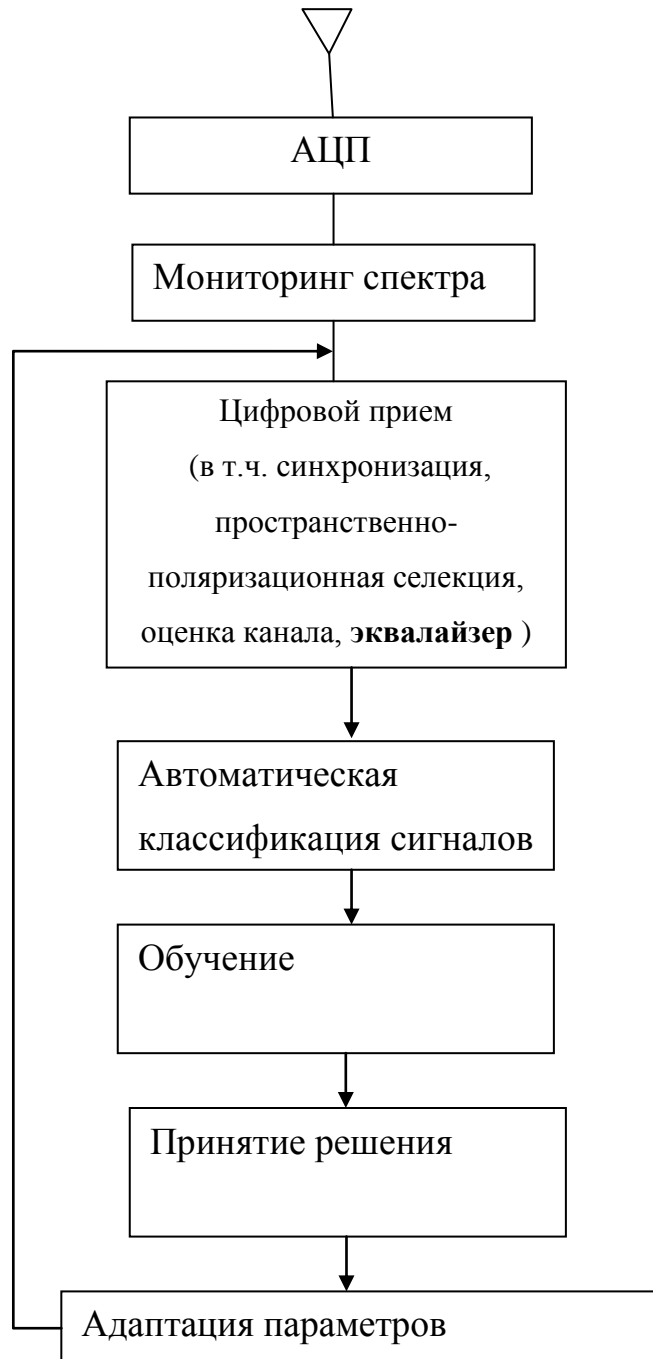 АЦП
Мониторинг спектра
Цифровой прием
(в т.ч. синхронизация,
пространственно-
поляризационная селекция,
оценка канала, эквалайзер )
Автоматическая
классификация сигналов
Обучение
Принятие решения
Адаптация параметров